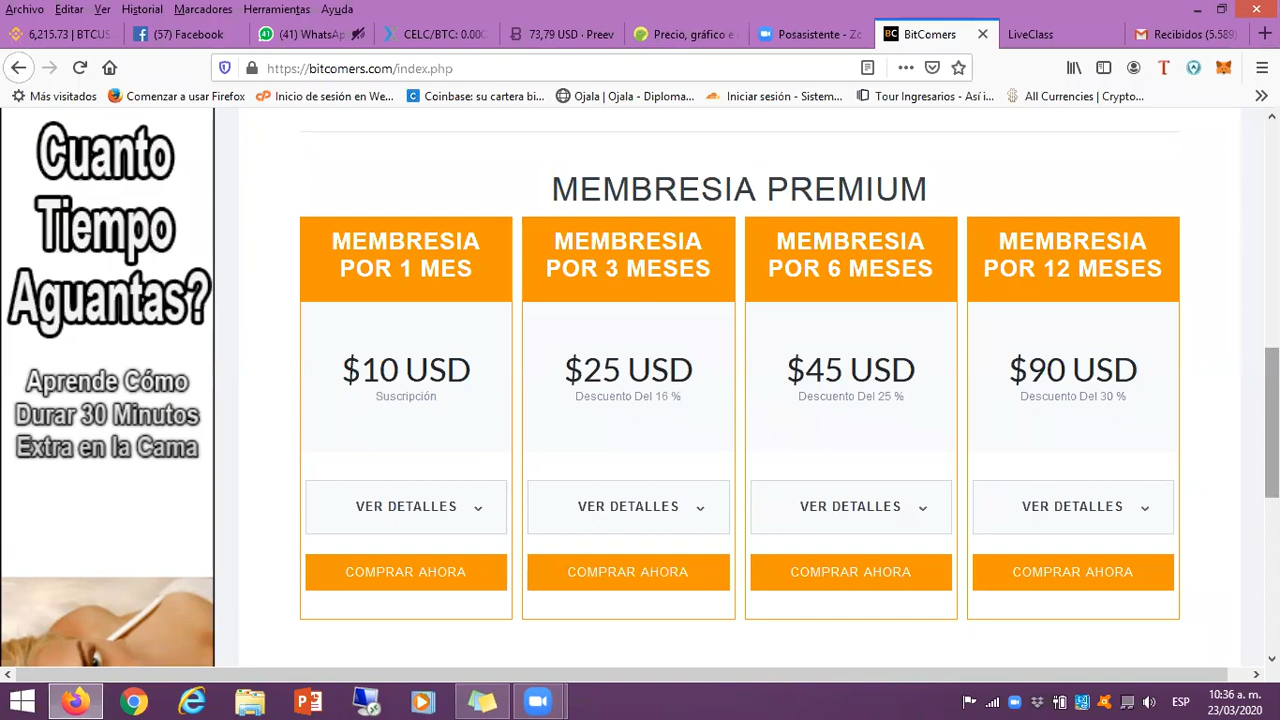 Archivo Editar Ver Historial Marcadores Herramientas Ayuda
6,215.73 | BTCUS
(57) Facebook
(41) WhatsAp
CELC/BTC: 0.000
73,79 USD · Preev
Precio, gráfico e
Posasistente - Zo
BitComers
LiveClass
Recibidos (5.589)
https://bitcomers.com/index.php
Más visitados
Comenzar a usar Firefox
Inicio de sesión en We...
Coinbase: su cartera bi...
Ojala | Ojala - Diploma...
Iniciar sesión - Sistem...
Tour Ingresarios - Así i...
All Currencies | Crypto...
Cuanto
Tiempo
Aguantas?
Aprende Cómo
Durar 30 Minutos
Extra en la Cama
MEMBRESIA PREMIUM
MEMBRESIA
POR 1 MES
$10 USD
Suscripción
VER DETALLES
COMPRAR AHORA
MEMBRESIA
POR 3 MESES
$25 USD
Descuento Del 16 %
VER DETALLES
COMPRAR AHORA
MEMBRESIA
POR 6 MESES
$45 USD
Descuento Del 25 %
VER DETALLES
COMPRAR AHORA
MEMBRESIA
POR 12 MESES
$90 USD
Descuento Del 30 %
VER DETALLES
COMPRAR AHORA
ESP
10:36 a. m.
23/03/2020